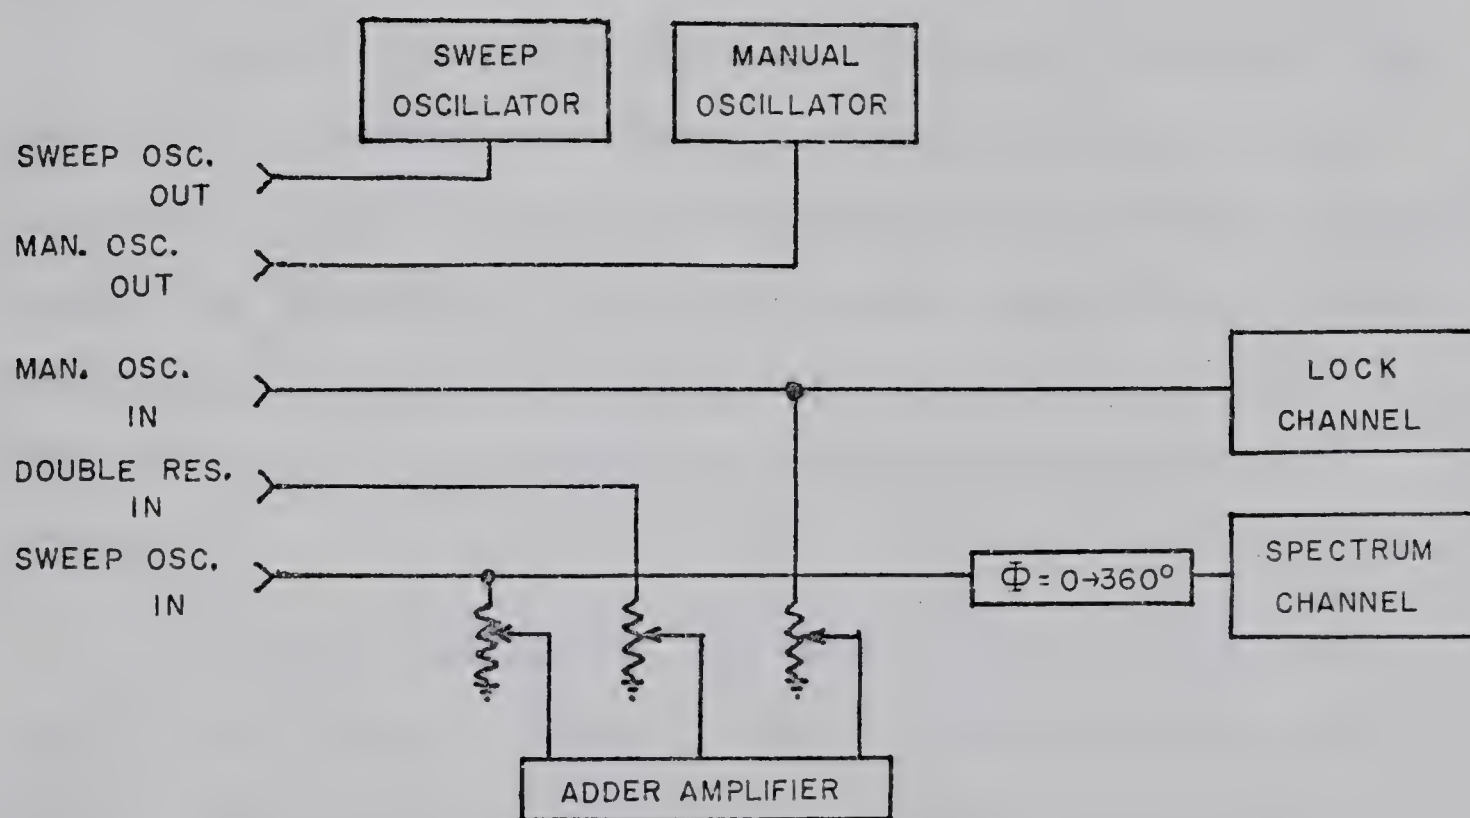 SWEEP
OSCILLATOR
MANUAL
OSCILLATOR
SWEEP OSC.
OUT
MAN. OSC.
OUT
MAN. OSC.
IN
LOCK
CHANNEL
DOUBLE RES.
IN
SWEEP OSC.
IN
Φ = 0→360°
SPECTRUM
CHANNEL
ADDER AMPLIFIER